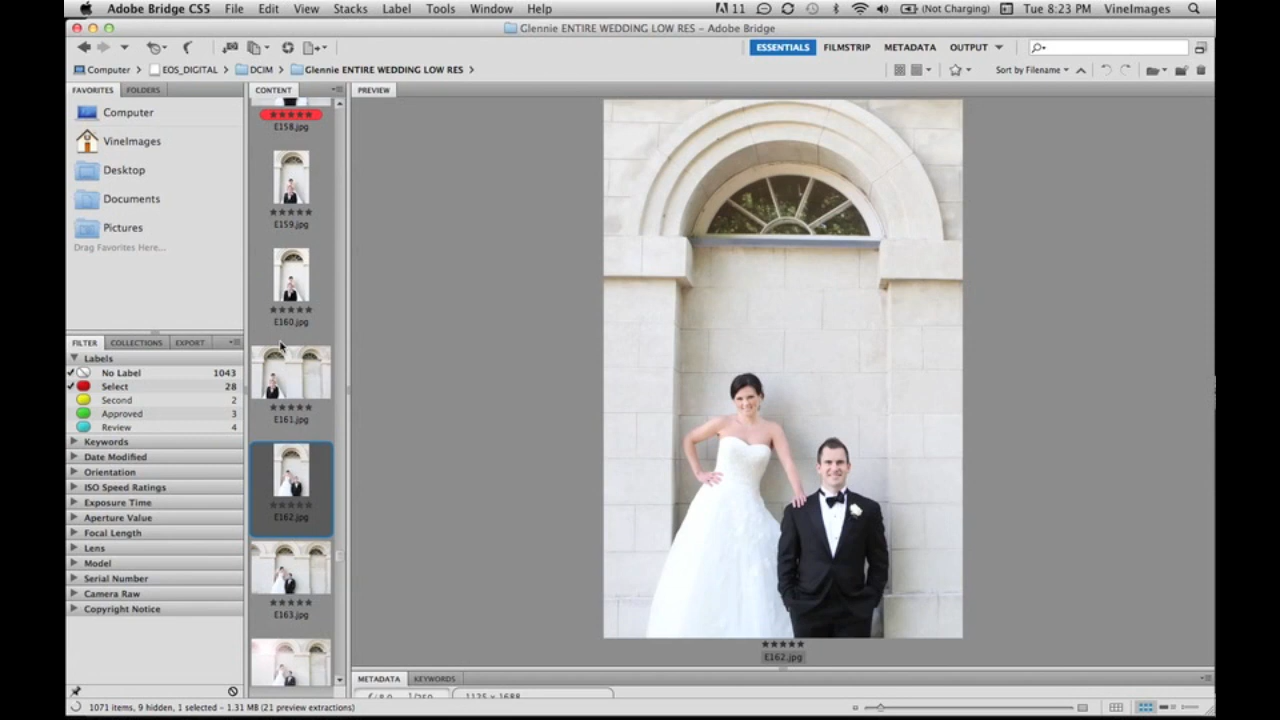 Adobe Bridge CS5 File Edit View Stacks Label Tools Window Help 11 (Not Charging) Tue 8:23 PM VineImages
Glennie ENTIRE WEDDING LOW RES – Adobe Bridge
ESSENTIALS FILMSTRIP METADATA OUTPUT
Computer EOS_DIGITAL DCIM Glennie ENTIRE WEDDING LOW RES Sort by Filename
FAVORITES FOLDERS CONTENT PREVIEW
Computer
VineImages
Desktop
Documents
Pictures
Drag Favorites Here...
FILTER COLLECTIONS EXPORT
Labels
No Label 1043
Select 28
Second 2
Approved 3
Review 4
Keywords
Date Modified
Orientation
ISO Speed Ratings
Exposure Time
Aperture Value
Focal Length
Lens
Model
Serial Number
Camera Raw
Copyright Notice
E158.jpg
E159.jpg
E160.jpg
E161.jpg
E162.jpg
E163.jpg
E162.jpg
METADATA KEYWORDS
1125 x 1688
1071 items, 9 hidden, 1 selected – 1.31 MB (21 preview extractions)